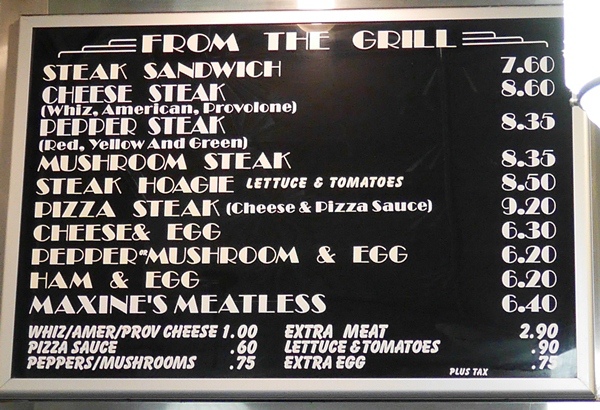 FROM THE GRILL
STEAK SANDWICH 7.60
CHEESE STEAK 8.60
(Whiz, American, Provolone)
PEPPER STEAK 8.35
(Red, Yellow And Green)
MUSHROOM STEAK 8.35
STEAK HOAGIE LETTUCE & TOMATOES 8.50
PIZZA STEAK (Cheese & Pizza Sauce) 9.20
CHEESE& EGG 6.30
PEPPER or MUSHROOM & EGG 6.20
HAM & EGG 6.20
MAXINE'S MEATLESS 6.40
WHIZ/AMER/PROV CHEESE 1.00 EXTRA MEAT 2.90
PIZZA SAUCE .60 LETTUCE & TOMATOES .90
PEPPERS/MUSHROOMS .75 EXTRA EGG .75
PLUS TAX